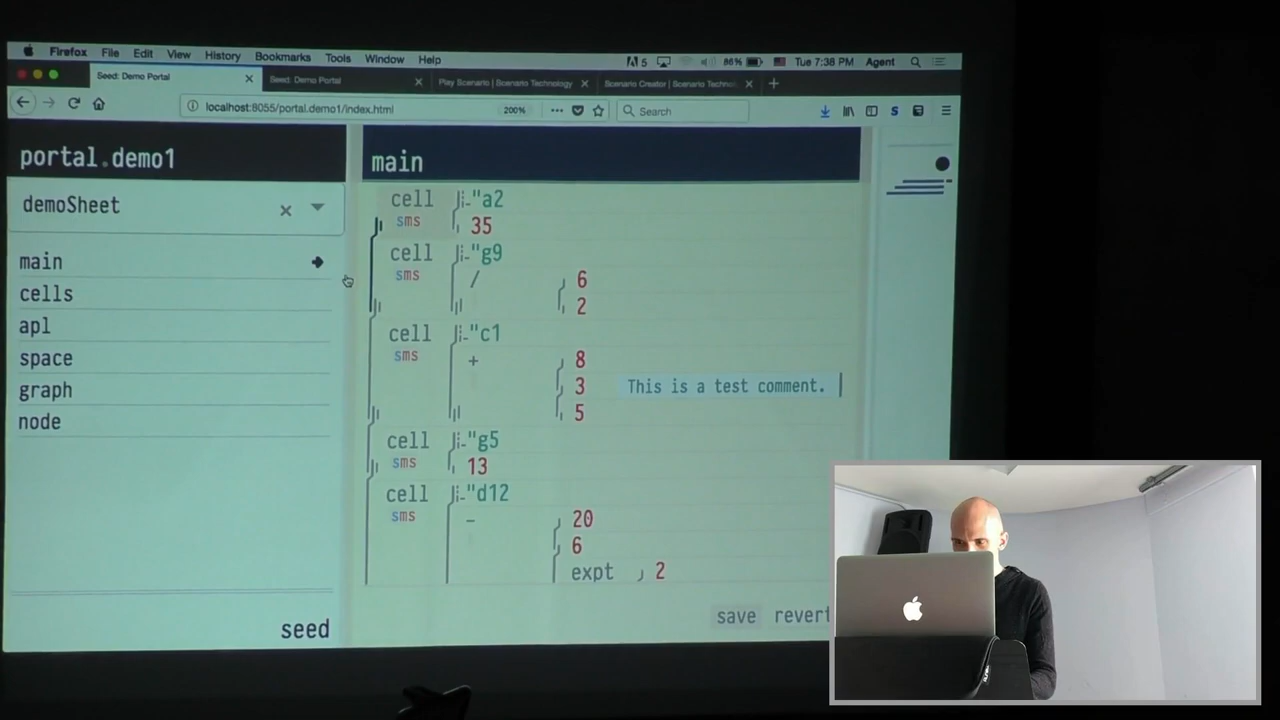 Firefox File Edit View History Bookmarks Tools Window Help 5 86% Tue 7:38 PM Agent
Seed: Demo Portal Seed: Demo Portal Play Scenario | Scenario Technology Scenario Creator | Scenario Techno
localhost:8055/portal.demo1/index.html 200% Search
portal.demo1
demoSheet
main
cells
apl
space
graph
node
seed
main
cell "a2
sms 35
cell "g9
sms / 6
2
cell "c1
sms + 8
3 This is a test comment.
5
cell "g5
sms 13
cell "d12
sms - 20
6
expt 2
save revert